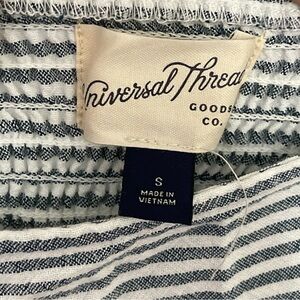 Universal Thread
GOODS
CO.
S
MADE IN
VIETNAM